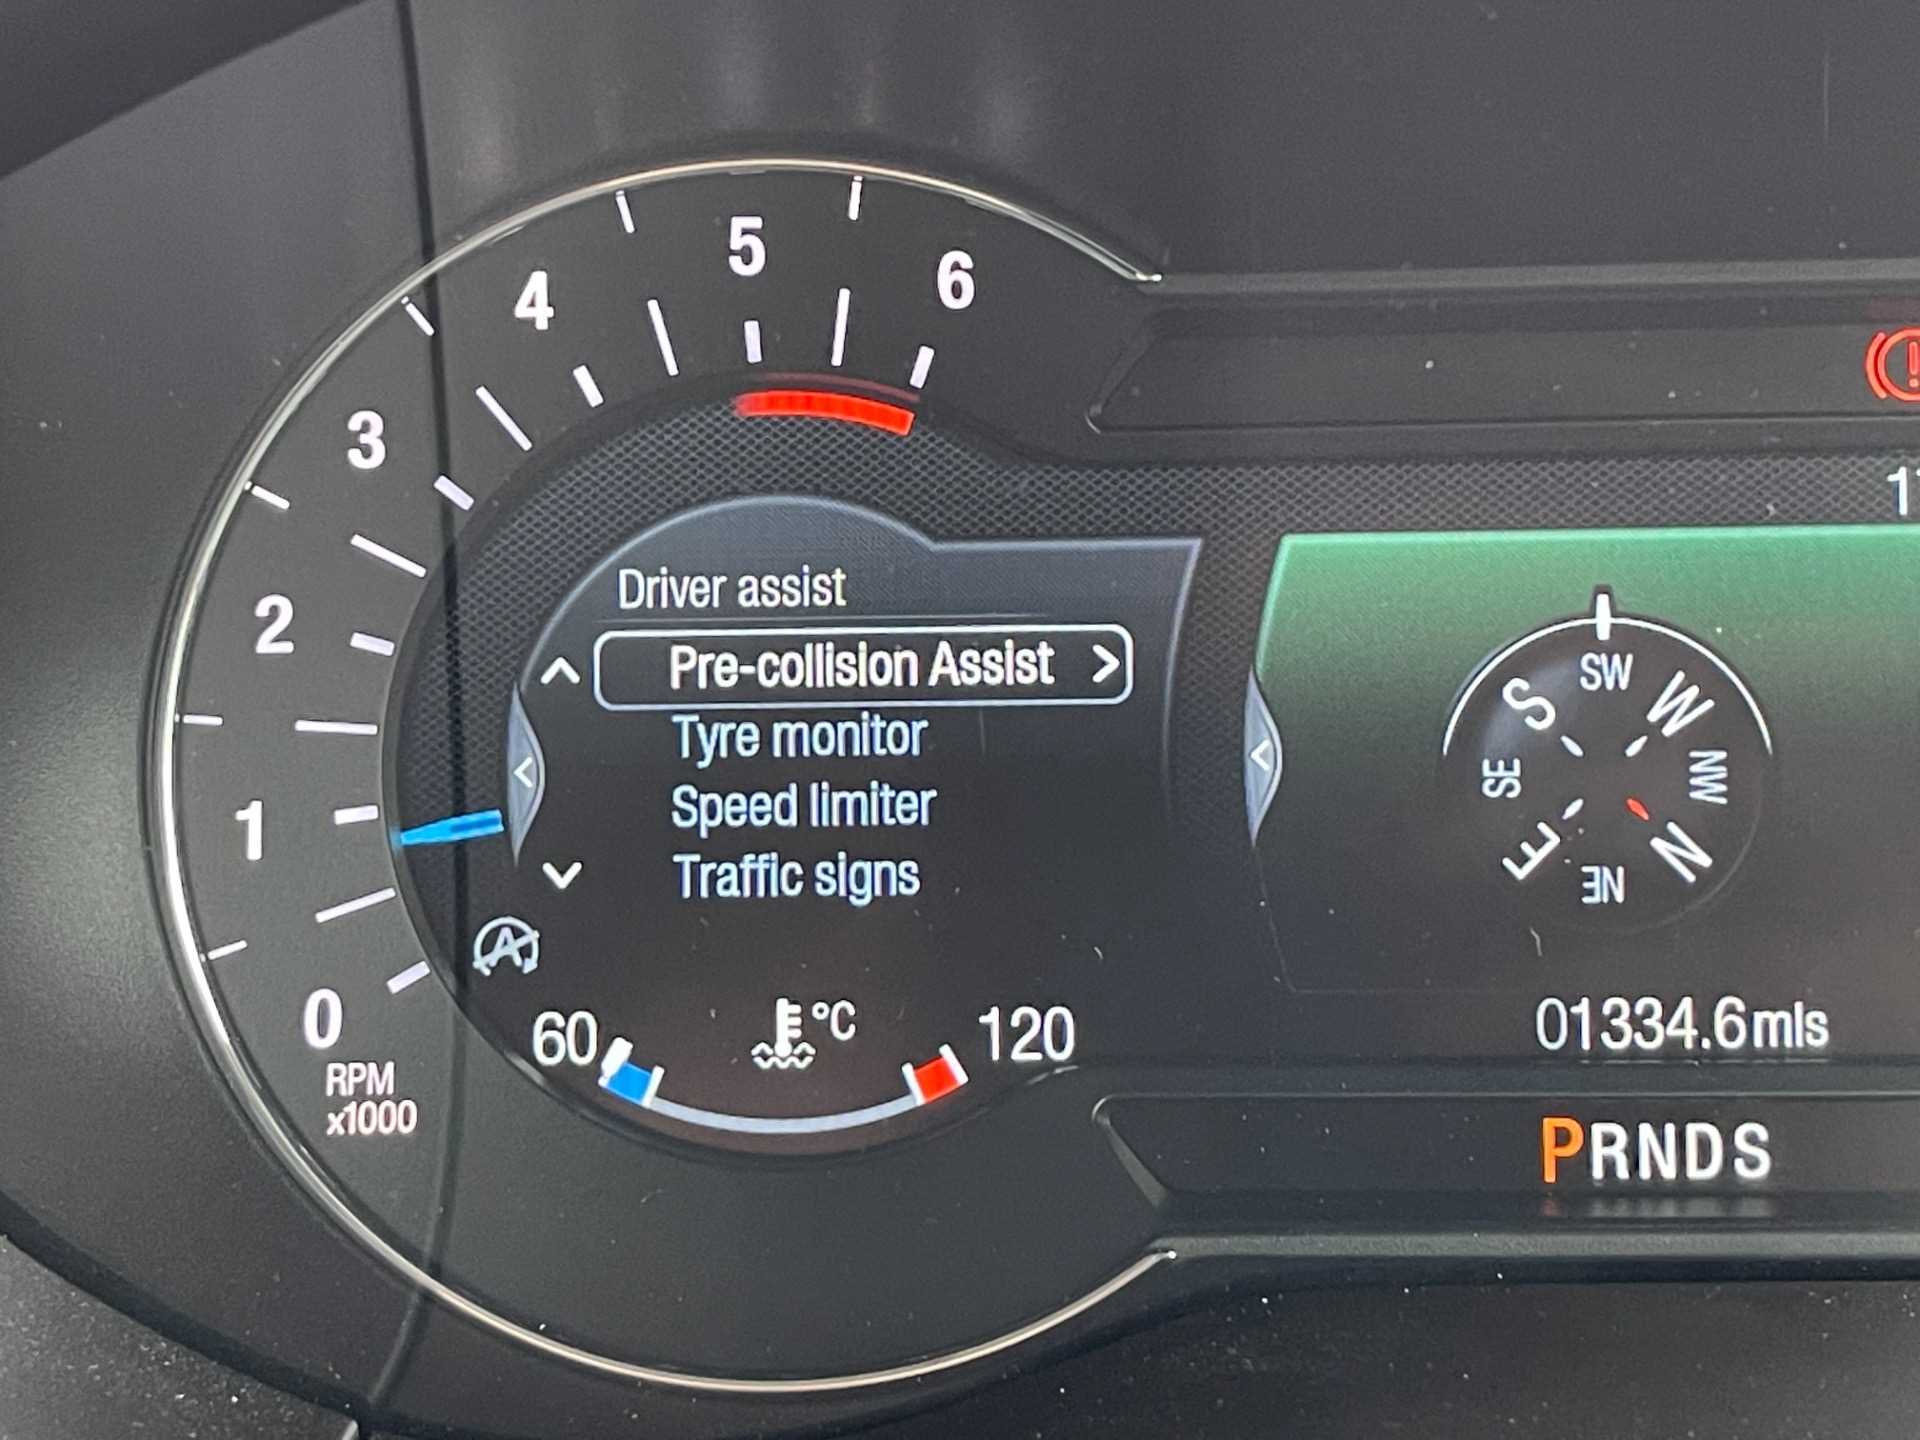 5
6
4
3
2
1
0
RPM
x1000
Driver assist
Pre-collision Assist >
Tyre monitor
Speed limiter
Traffic signs
A
60
°C
120
SW
S
W
SE
NW
E
N
NE
01334.6mls
PRNDS